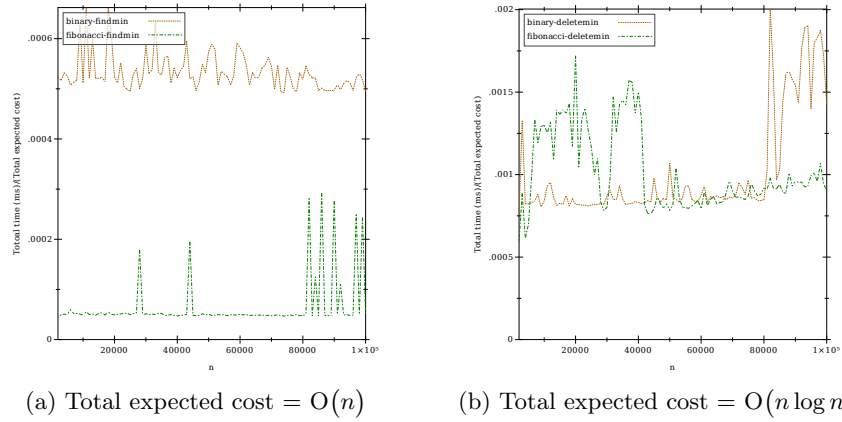 binary-findmin
fibonacci-findmin
.0006
.0004
.0002
0
Totoal time (ms)/(Total expected cost)
20000 40000 60000 80000 1×10⁵
n
(a) Total expected cost = O(n)
binary-deletemin
fibonacci-deletemin
.002
.0015
.001
.0005
0
Total time (ms)/(Total expected cost)
20000 40000 60000 80000 1×10⁵
n
(b) Total expected cost = O(n log n